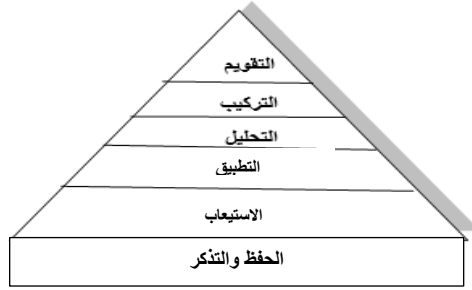 التقويم
التركيب
التحليل
التطبيق
الاستيعاب
الحفظ والتذكر